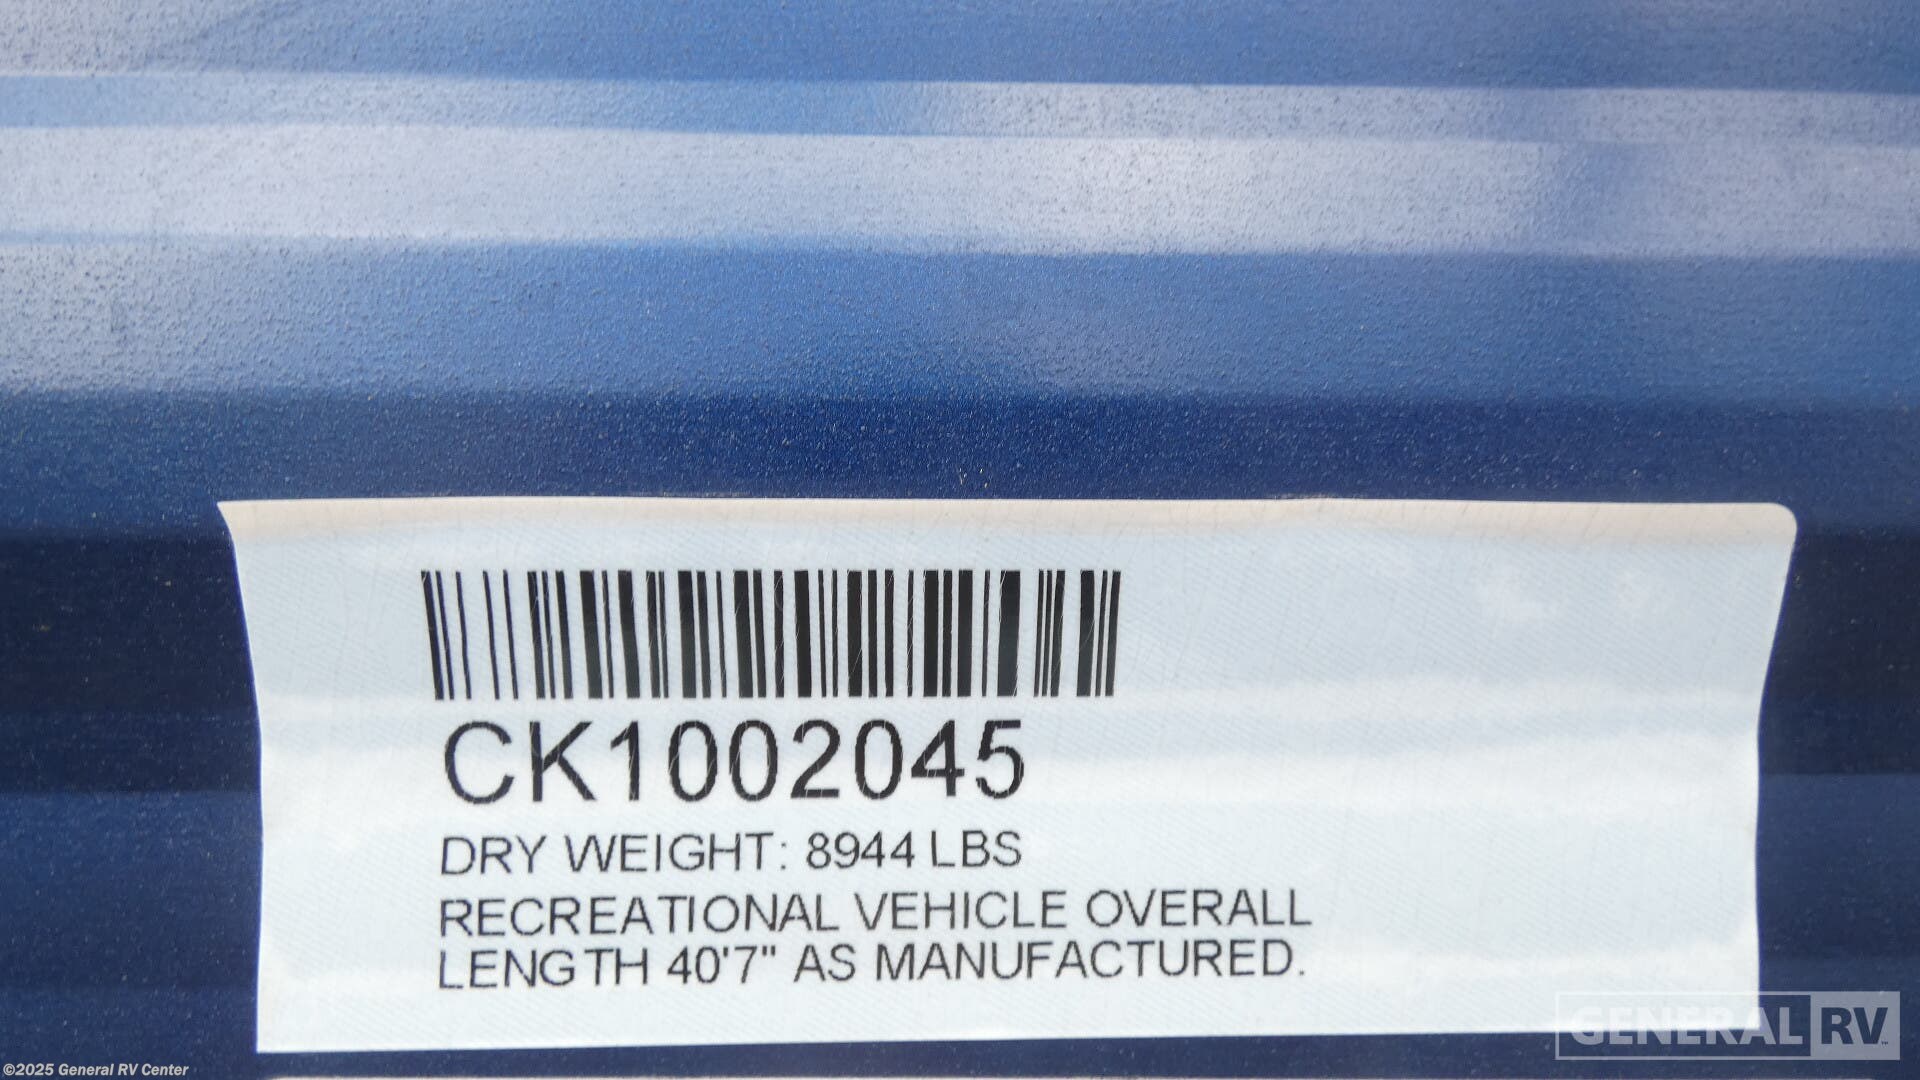 CK1002045
DRY WEIGHT: 8944 LBS
RECREATIONAL VEHICLE OVERALL
LENGTH 40'7" AS MANUFACTURED.
GENERAL RV
©2025 General RV Center